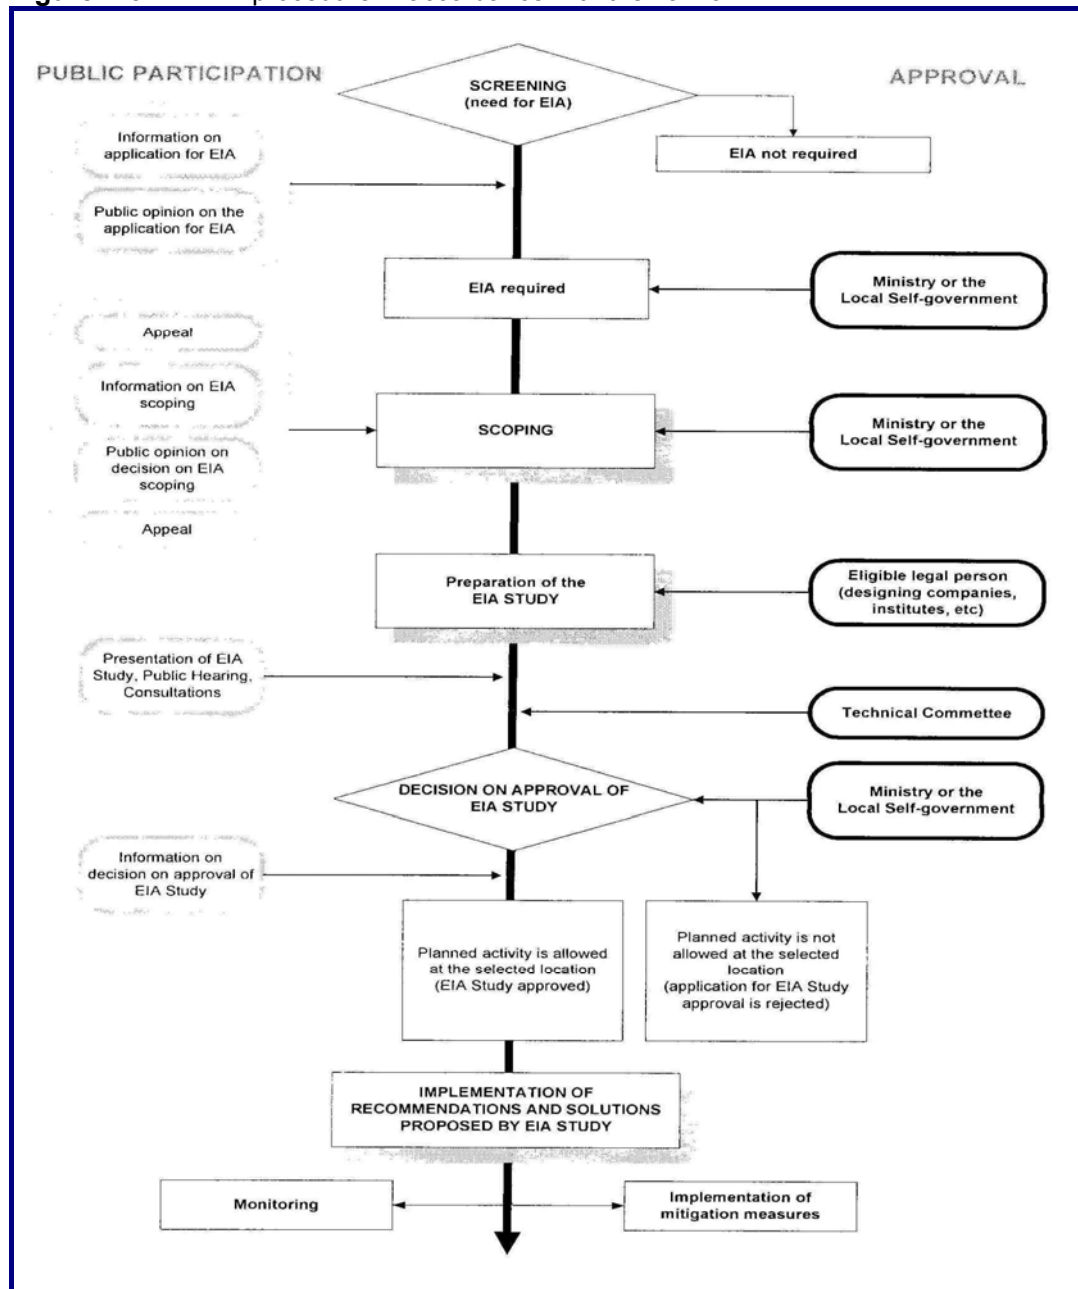 PUBLIC PARTICIPATION
APPROVAL
SCREENING
(need for EIA)
EIA not required
Information on
application for EIA
Public opinion on the
application for EIA
EIA required
Ministry or the
Local Self-government
Appeal
Information on EIA
scoping
Public opinion on
decision on EIA
scoping
Appeal
SCOPING
Ministry or the
Local Self-government
Preparation of the
EIA STUDY
Eligible legal person
(designing companies,
institutes, etc)
Presentation of EIA
Study, Public Hearing,
Consultations
Technical Commettee
DECISION ON APPROVAL OF
EIA STUDY
Ministry or the
Local Self-government
Information on
decision on approval of
EIA Study
Planned activity is allowed
at the selected location
(EIA Study approved)
Planned activity is not
allowed at the selected
location
(application for EIA Study
approval is rejected)
IMPLEMENTATION OF
RECOMMENDATIONS AND SOLUTIONS
PROPOSED BY EIA STUDY
Monitoring
Implementation of
mitigation measures